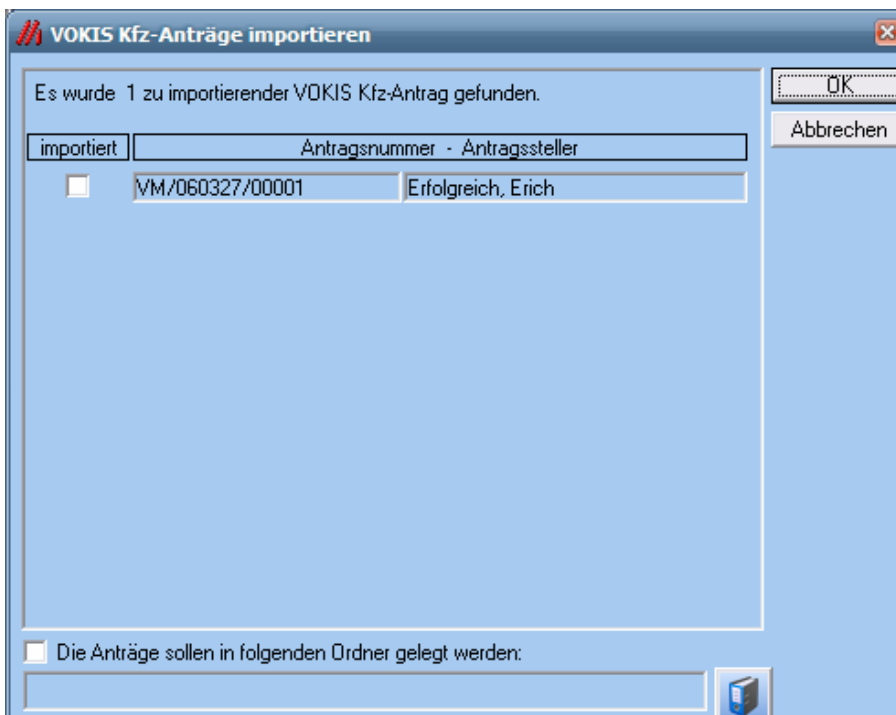 VOKIS Kfz-Anträge importieren
Es wurde 1 zu importierender VOKIS Kfz-Antrag gefunden.
OK
Abbrechen
importiert Antragsnummer - Antragssteller
VM/060327/00001 Erfolgreich, Erich
Die Anträge sollen in folgenden Ordner gelegt werden: